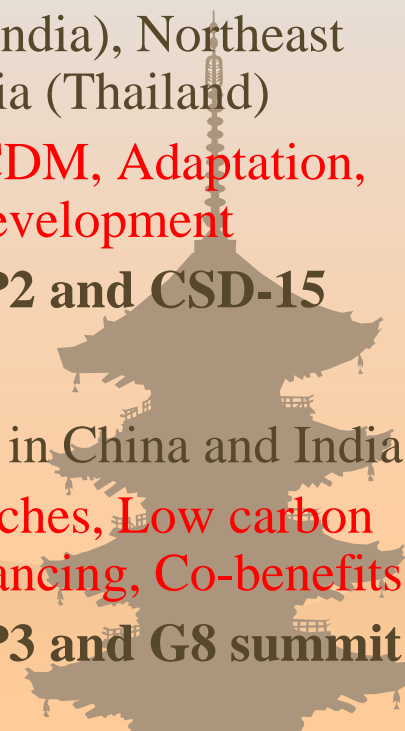 ndia), Northeast
ia (Thailand)
CDM, Adaptation,
evelopment
P2 and CSD-15
in China and India
ches, Low carbon
ancing, Co-benefits
P3 and G8 summit